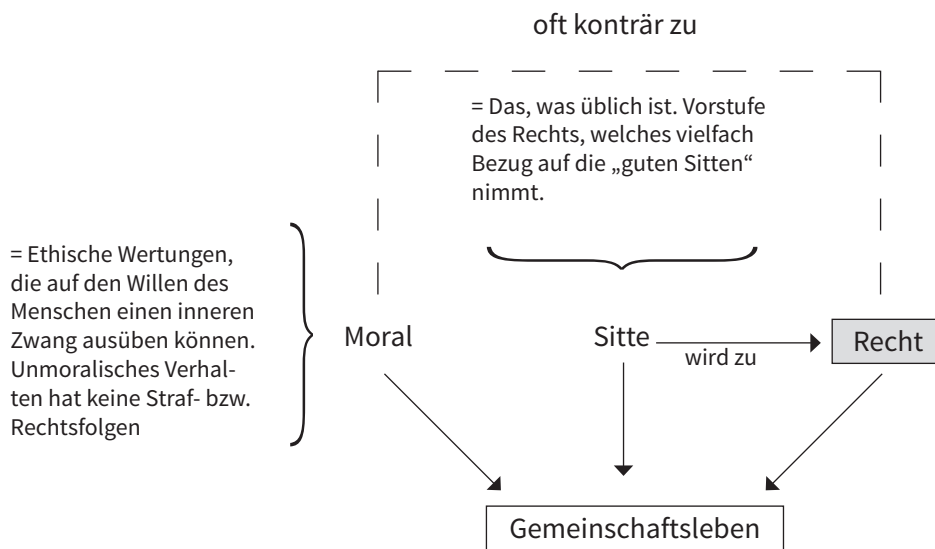 oft konträr zu
= Das, was üblich ist. Vorstufe
des Rechts, welches vielfach
Bezug auf die „guten Sitten“
nimmt.
= Ethische Wertungen,
die auf den Willen des
Menschen einen inneren
Zwang ausüben können.
Unmoralisches Verhal-
ten hat keine Straf- bzw.
Rechtsfolgen
Moral
Sitte
wird zu
Recht
Gemeinschaftsleben